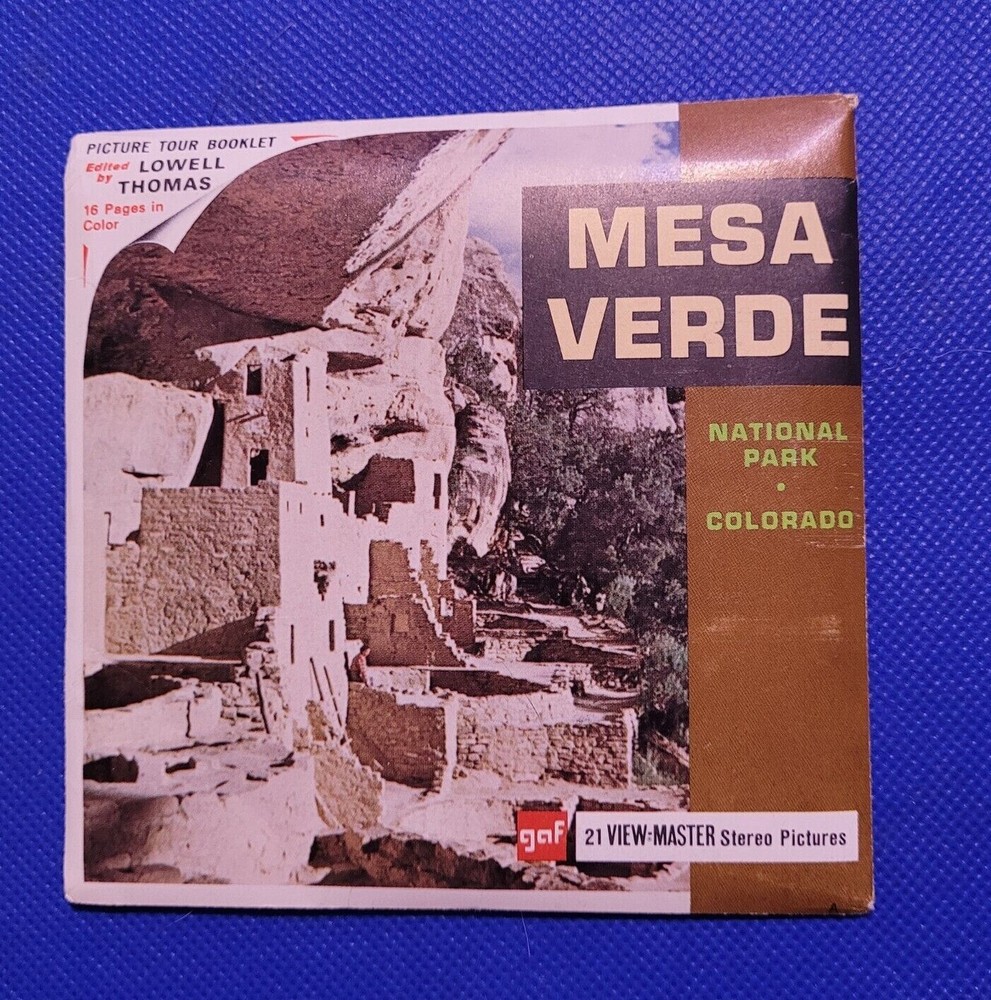 PICTURE TOUR BOOKLET
Edited by LOWELL THOMAS
16 Pages in
Color
MESA
VERDE
NATIONAL
PARK
•
COLORADO
gaf
21 VIEW-MASTER Stereo Pictures
A